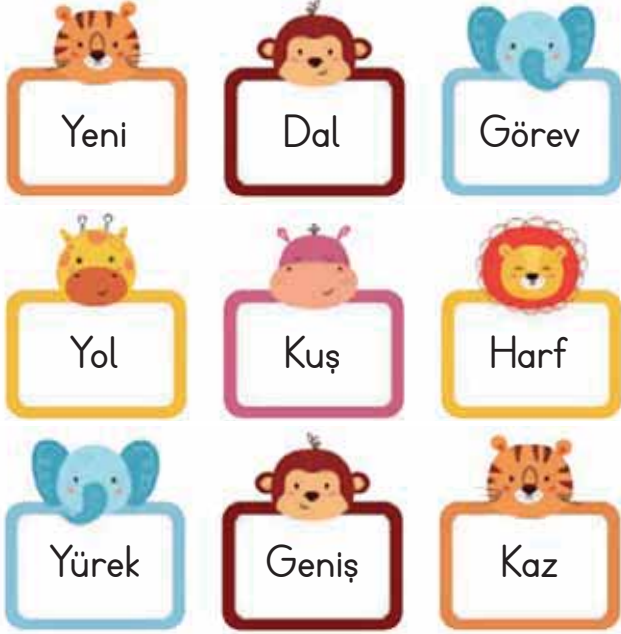 Yeni
Dal
Görev
Yol
Kuş
Harf
Yürek
Geniş
Kaz